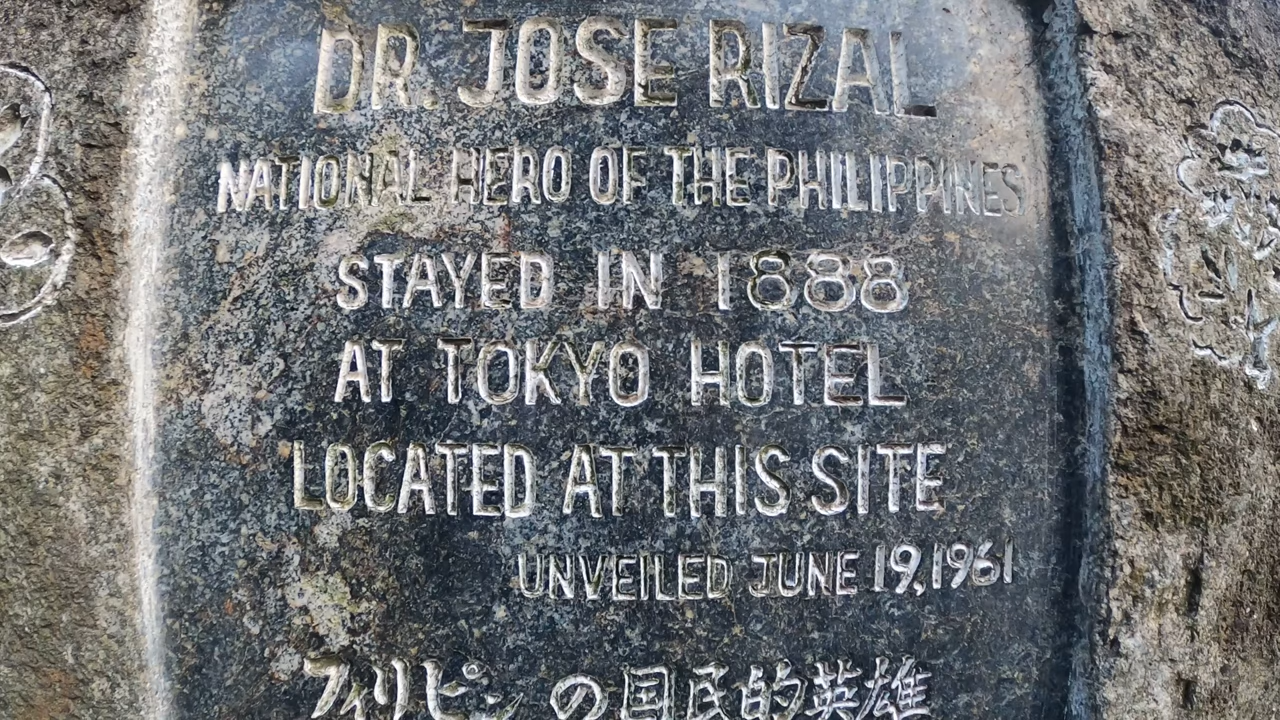 DR. JOSE RIZAL
NATIONAL HERO OF THE PHILIPPINES
STAYED IN 1888
AT TOKYO HOTEL
LOCATED AT THIS SITE
UNVEILED JUNE 19, 1961
フィリピンの国民的英雄